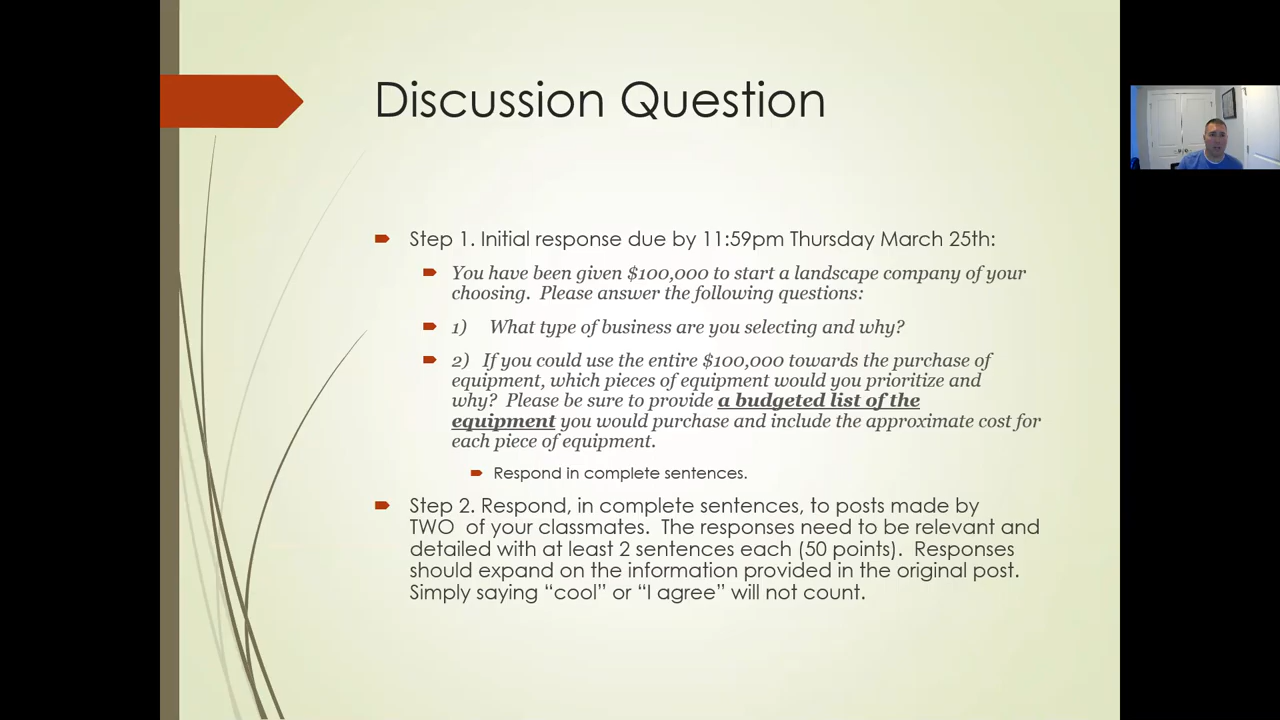 Discussion Question
Step 1. Initial response due by 11:59pm Thursday March 25th:
You have been given $100,000 to start a landscape company of your
choosing. Please answer the following questions:
1) What type of business are you selecting and why?
2) If you could use the entire $100,000 towards the purchase of
equipment, which pieces of equipment would you prioritize and
why? Please be sure to provide a budgeted list of the
equipment you would purchase and include the approximate cost for
each piece of equipment.
Respond in complete sentences.
Step 2. Respond, in complete sentences, to posts made by
TWO of your classmates. The responses need to be relevant and
detailed with at least 2 sentences each (50 points). Responses
should expand on the information provided in the original post.
Simply saying “cool” or “I agree” will not count.